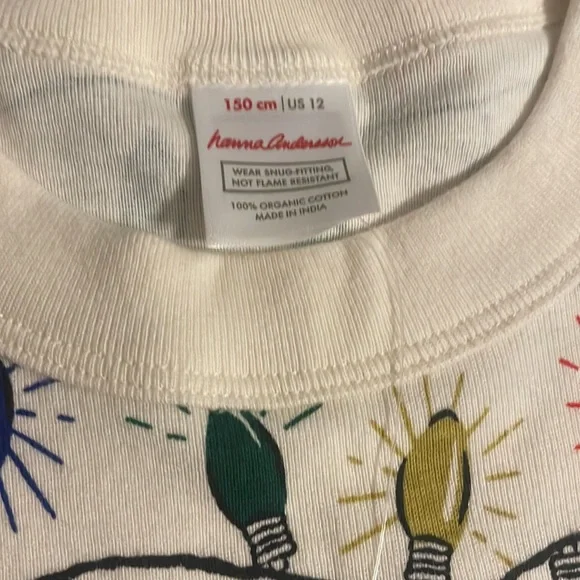 150 cm | US 12
hanna Andersson
WEAR SNUG-FITTING,
NOT FLAME RESISTANT
100% ORGANIC COTTON
MADE IN INDIA